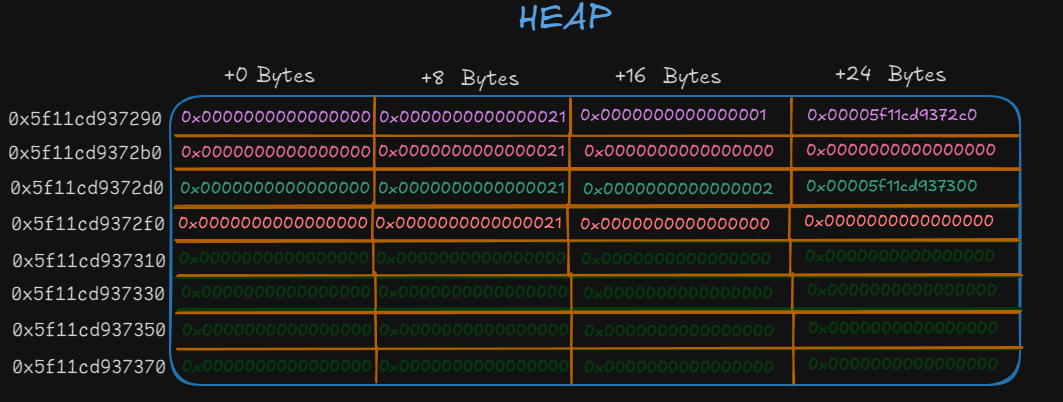 HEAP
+0 Bytes +8 Bytes +16 Bytes +24 Bytes
0x5f11cd937290 0x0000000000000000 0x0000000000000021 0x0000000000000001 0x00005f11cd9372c0
0x5f11cd9372b0 0x0000000000000000 0x0000000000000021 0x0000000000000000 0x0000000000000000
0x5f11cd9372d0 0x0000000000000000 0x0000000000000021 0x0000000000000002 0x00005f11cd937300
0x5f11cd9372f0 0x0000000000000000 0x0000000000000021 0x0000000000000000 0x0000000000000000
0x5f11cd937310 0x0000000000000000 0x0000000000000000 0x0000000000000000 0x0000000000000000
0x5f11cd937330 0x0000000000000000 0x0000000000000000 0x0000000000000000 0x0000000000000000
0x5f11cd937350 0x0000000000000000 0x0000000000000000 0x0000000000000000 0x0000000000000000
0x5f11cd937370 0x0000000000000000 0x0000000000000000 0x0000000000000000 0x0000000000000000